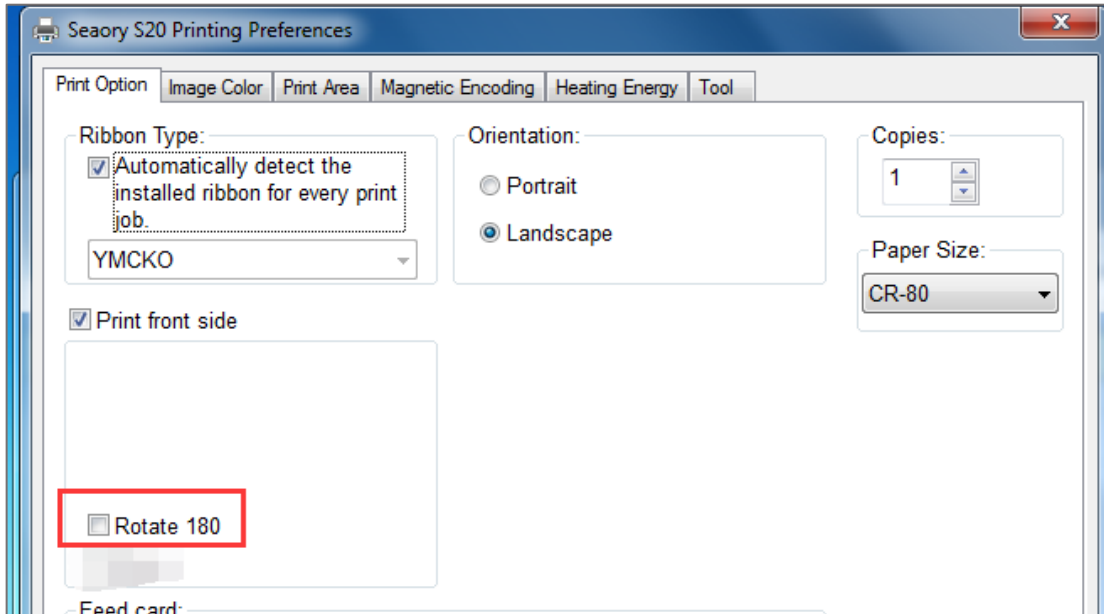 Seaory S20 Printing Preferences
Print Option
Image Color
Print Area
Magnetic Encoding
Heating Energy
Tool
Ribbon Type:
Automatically detect the
installed ribbon for every print
job.
YMCKO
Orientation:
Portrait
Landscape
Copies:
1
Paper Size:
CR-80
Print front side
Rotate 180
Feed card: